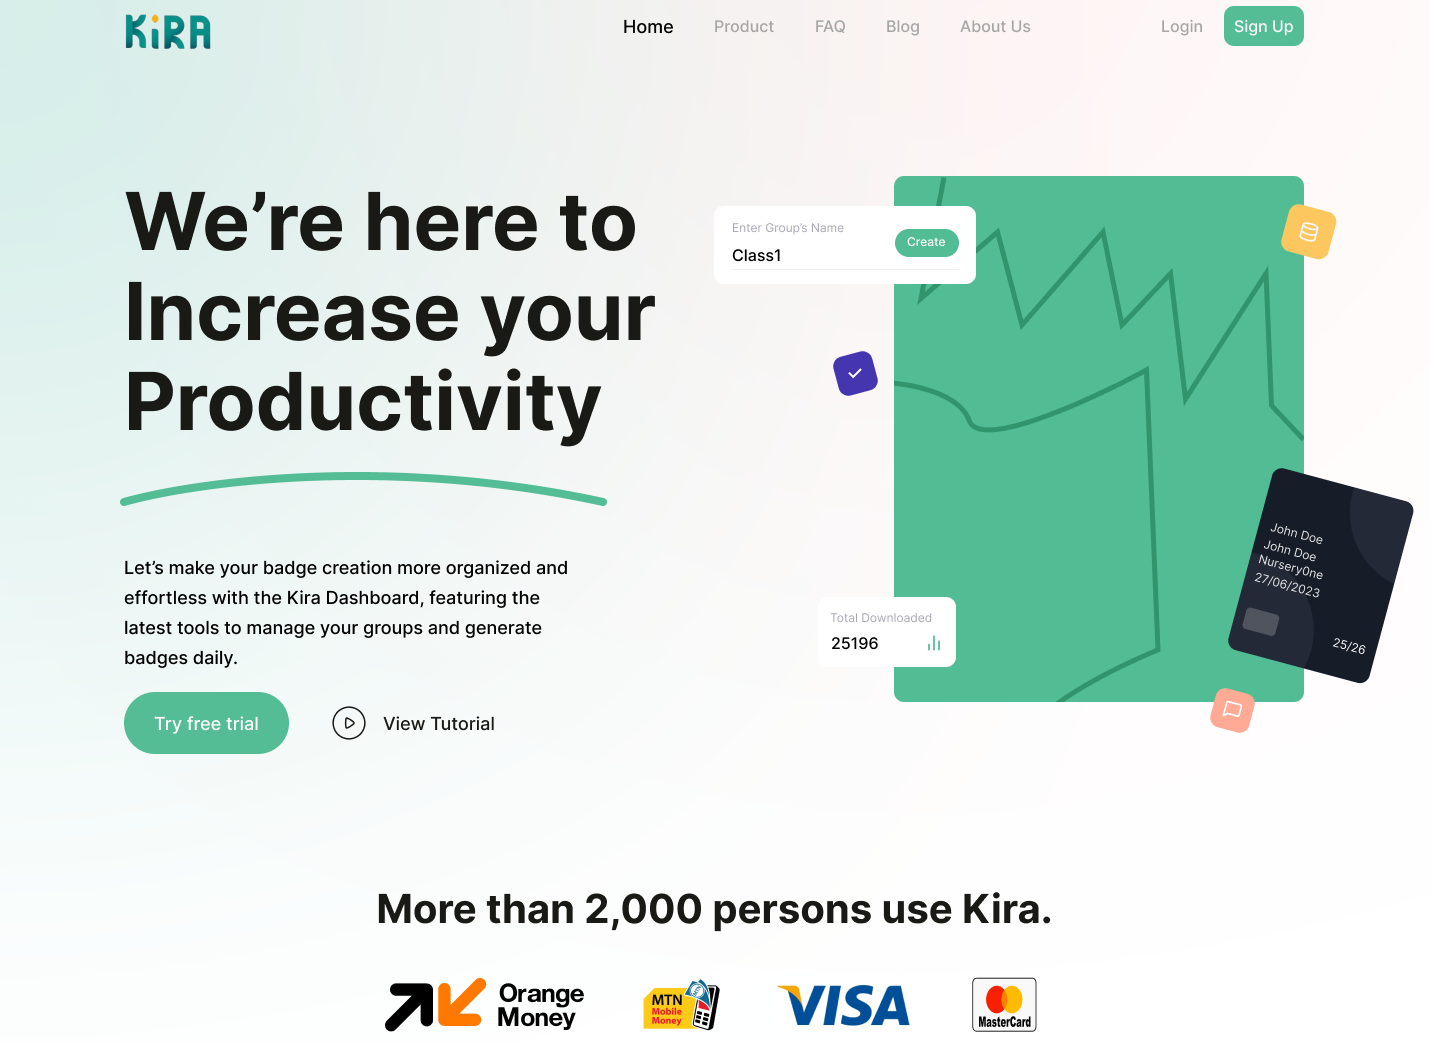 KiRA
Home
Product
FAQ
Blog
About Us
Login
Sign Up
We're here to
Increase your
Productivity
Enter Group's Name
Class1
Create
John Doe
John Doe
Nursery0ne
27/06/2023
25/26
Let's make your badge creation more organized and
effortless with the Kira Dashboard, featuring the
latest tools to manage your groups and generate
badges daily.
Total Downloaded
25196
Try free trial
View Tutorial
More than 2,000 persons use Kira.
Orange
Money
MTN
Mobile
Money
VISA
MasterCard